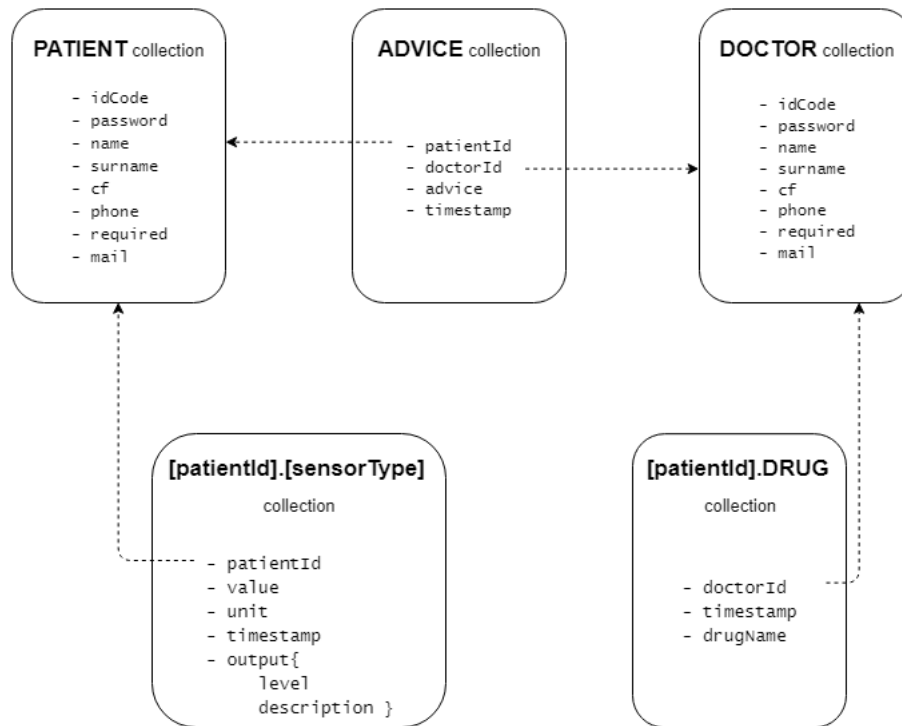 PATIENT collection
- idCode
- password
- name
- surname
- cf
- phone
- required
- mail
ADVICE collection
- patientId
- doctorId
- advice
- timestamp
DOCTOR collection
- idCode
- password
- name
- surname
- cf
- phone
- required
- mail
[patientId].[sensorType]
collection
- patientId
- value
- unit
- timestamp
- output{
level
description }
[patientId].DRUG
collection
- doctorId
- timestamp
- drugName